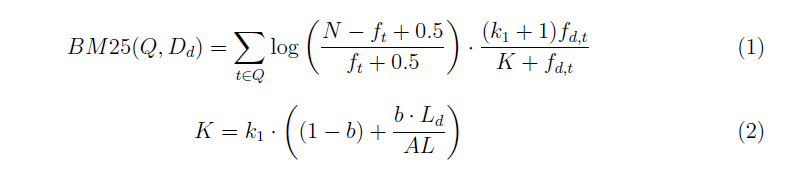 BM25(Q, D_d) = \sum_{t \in Q} \log \left( \frac{N - f_t + 0.5}{f_t + 0.5} \right) \cdot \frac{(k_1 + 1) f_{d,t}}{K + f_{d,t}} (1)
K = k_1 \cdot \left( (1 - b) + \frac{b \cdot L_d}{AL} \right) (2)